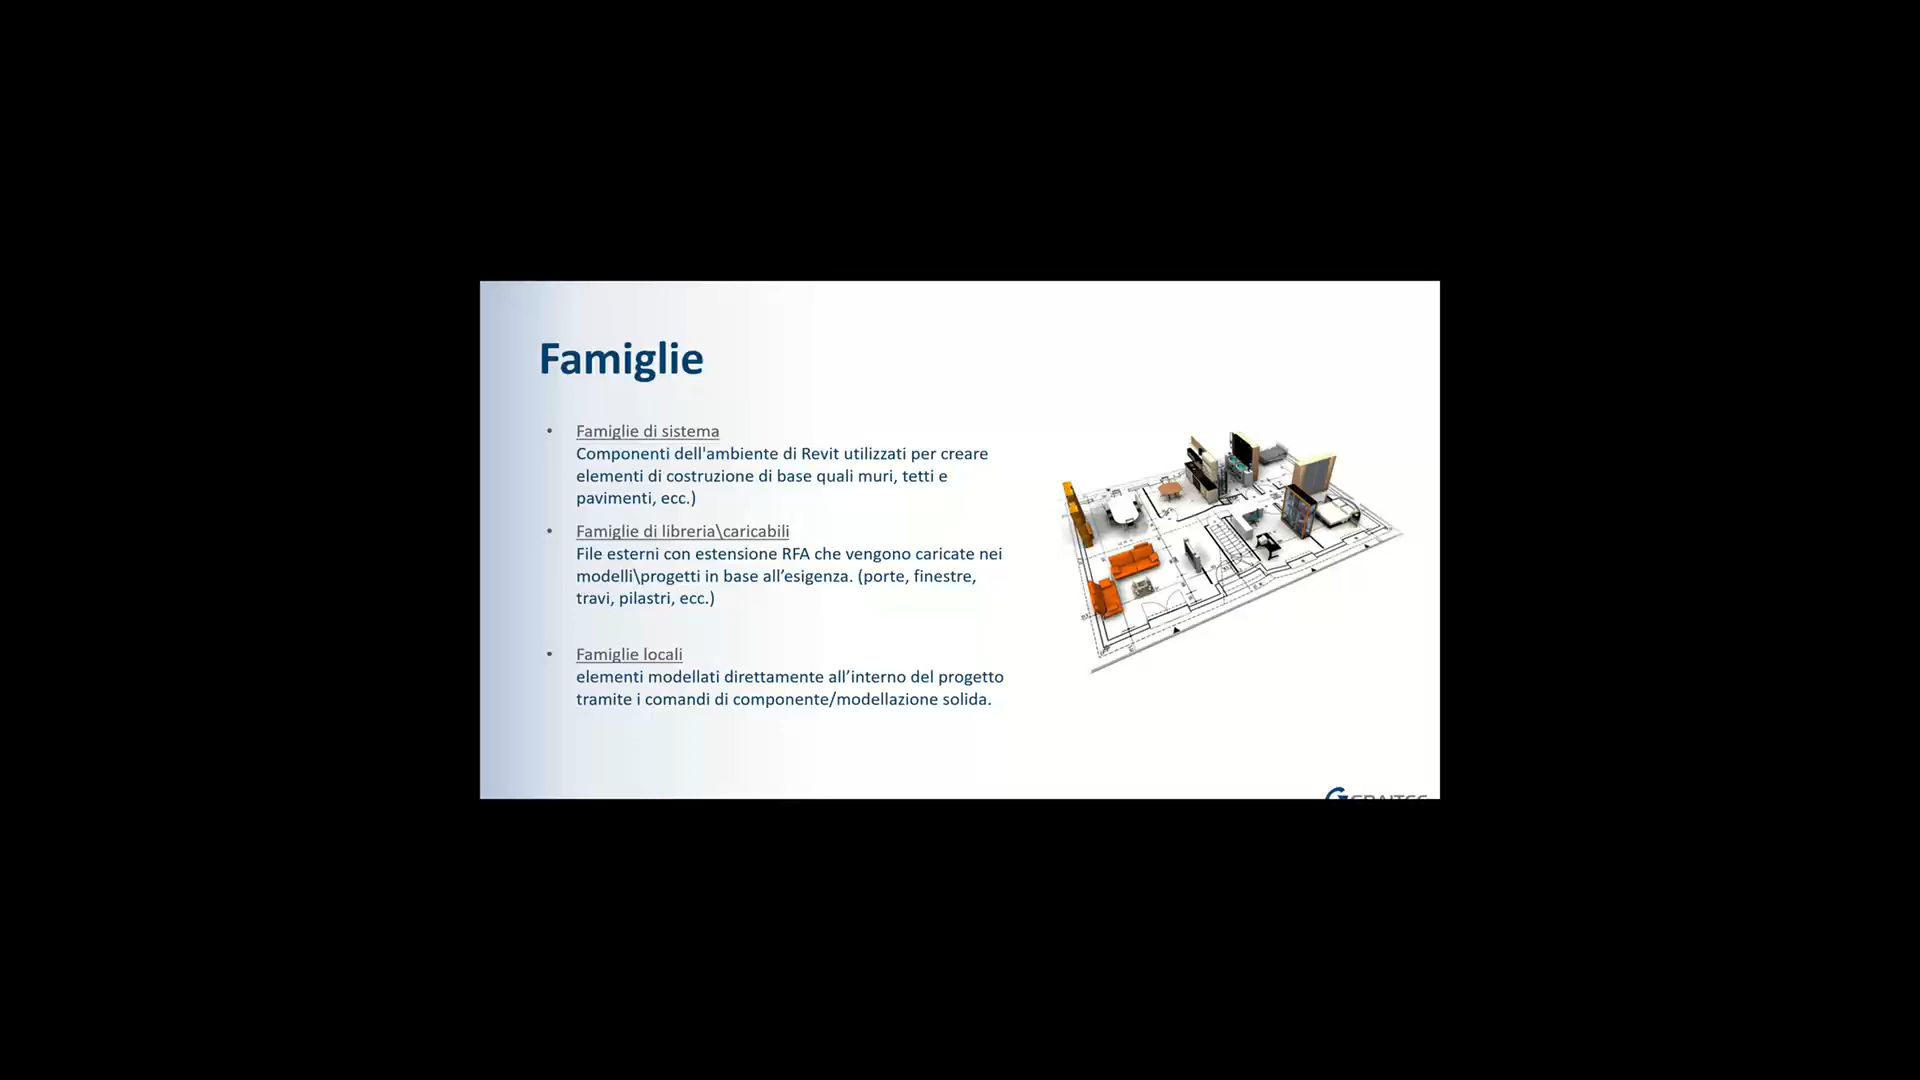 Famiglie
• Famiglie di sistema
Componenti dell'ambiente di Revit utilizzati per creare
elementi di costruzione di base quali muri, tetti e
pavimenti, ecc.)
• Famiglie di libreria\caricabili
File esterni con estensione RFA che vengono caricate nei
modelli\progetti in base all’esigenza. (porte, finestre,
travi, pilastri, ecc.)
• Famiglie locali
elementi modellati direttamente all’interno del progetto
tramite i comandi di componente/modellazione solida.